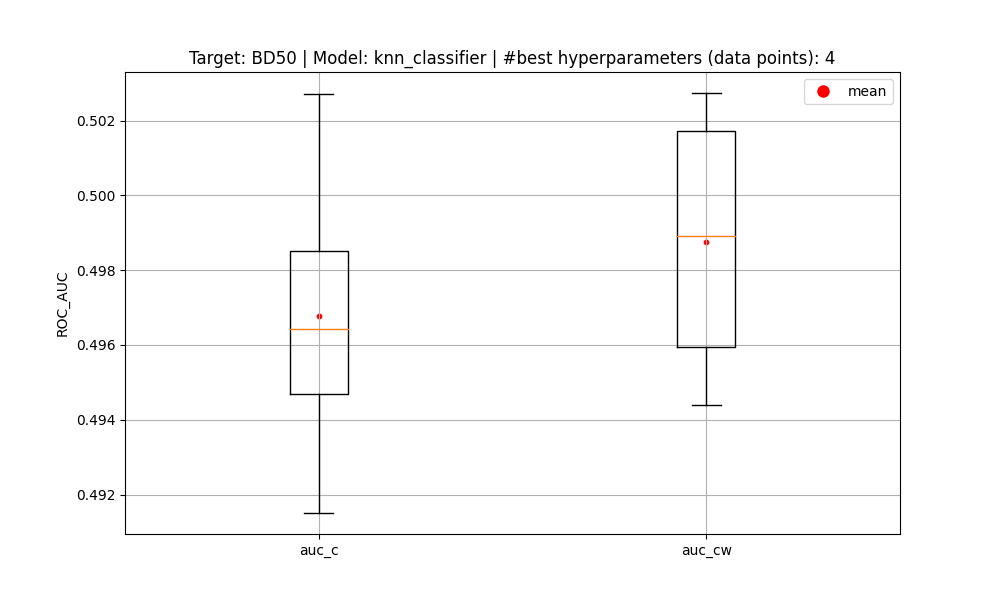 Target: BD50 | Model: knn_classifier | #best hyperparameters (data points): 4
mean
0.502
0.500
0.498
0.496
0.494
0.492
ROC_AUC
auc_c
auc_cw